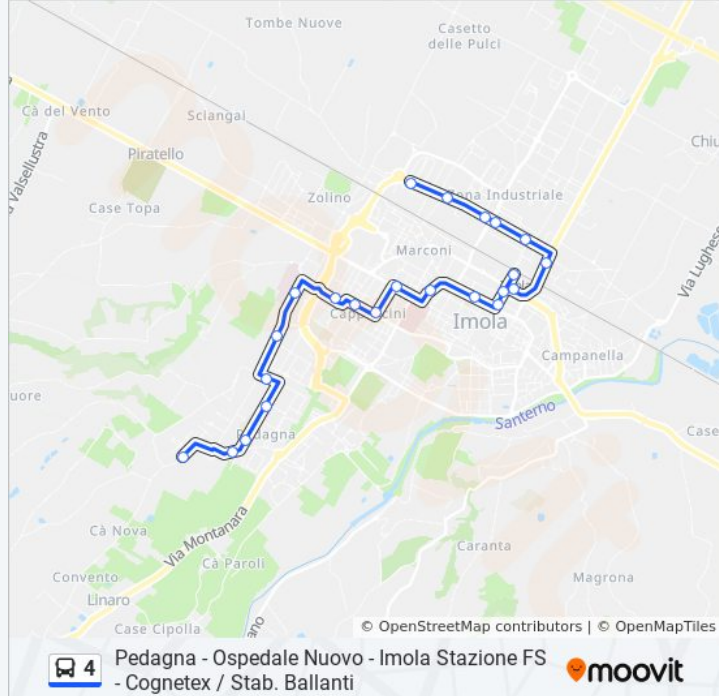 Tombe Nuove
Casetto
delle Pulci
Cà del Vento
Sciangai
Chiu
Piratello
a Valsellustra
Zolino
Zona Industriale
Case Topa
Marconi
Via Lughese
Cappuccini
Imola
Campanella
uore
Santerno
Case
Pedagna
Cà Nova
Via Montanara
Caranta
Cà Paroli
Convento
Magrona
Linaro
Case Cipolla
ano
© OpenStreetMap contributors | © OpenMapTiles
4
Pedagna - Ospedale Nuovo - Imola Stazione FS
- Cognetex / Stab. Ballanti
moovit